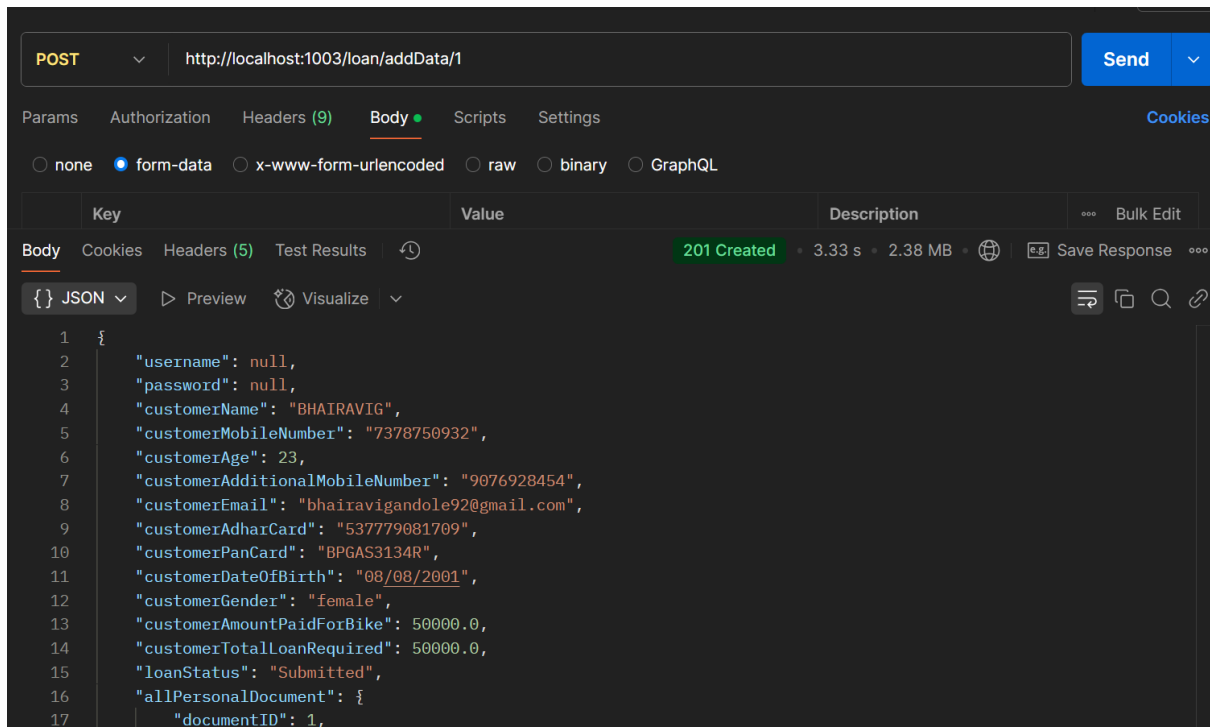 POST http://localhost:1003/loan/addData/1 Send
Params Authorization Headers (9) Body Scripts Settings Cookies
none form-data x-www-form-urlencoded raw binary GraphQL
Key Value Description Bulk Edit
Body Cookies Headers (5) Test Results 201 Created 3.33 s 2.38 MB e.g. Save Response
{} JSON Preview Visualize
1 {
2 "username": null,
3 "password": null,
4 "customerName": "BHAIRAVIG",
5 "customerMobileNumber": "7378750932",
6 "customerAge": 23,
7 "customerAdditionalMobileNumber": "9076928454",
8 "customerEmail": "bhairavigandole92@gmail.com",
9 "customerAdharCard": "537779081709",
10 "customerPanCard": "BPGAS3134R",
11 "customerDateOfBirth": "08/08/2001",
12 "customerGender": "female",
13 "customerAmountPaidForBike": 50000.0,
14 "customerTotalLoanRequired": 50000.0,
15 "loanStatus": "Submitted",
16 "allPersonalDocument": {
17 "documentID": 1,